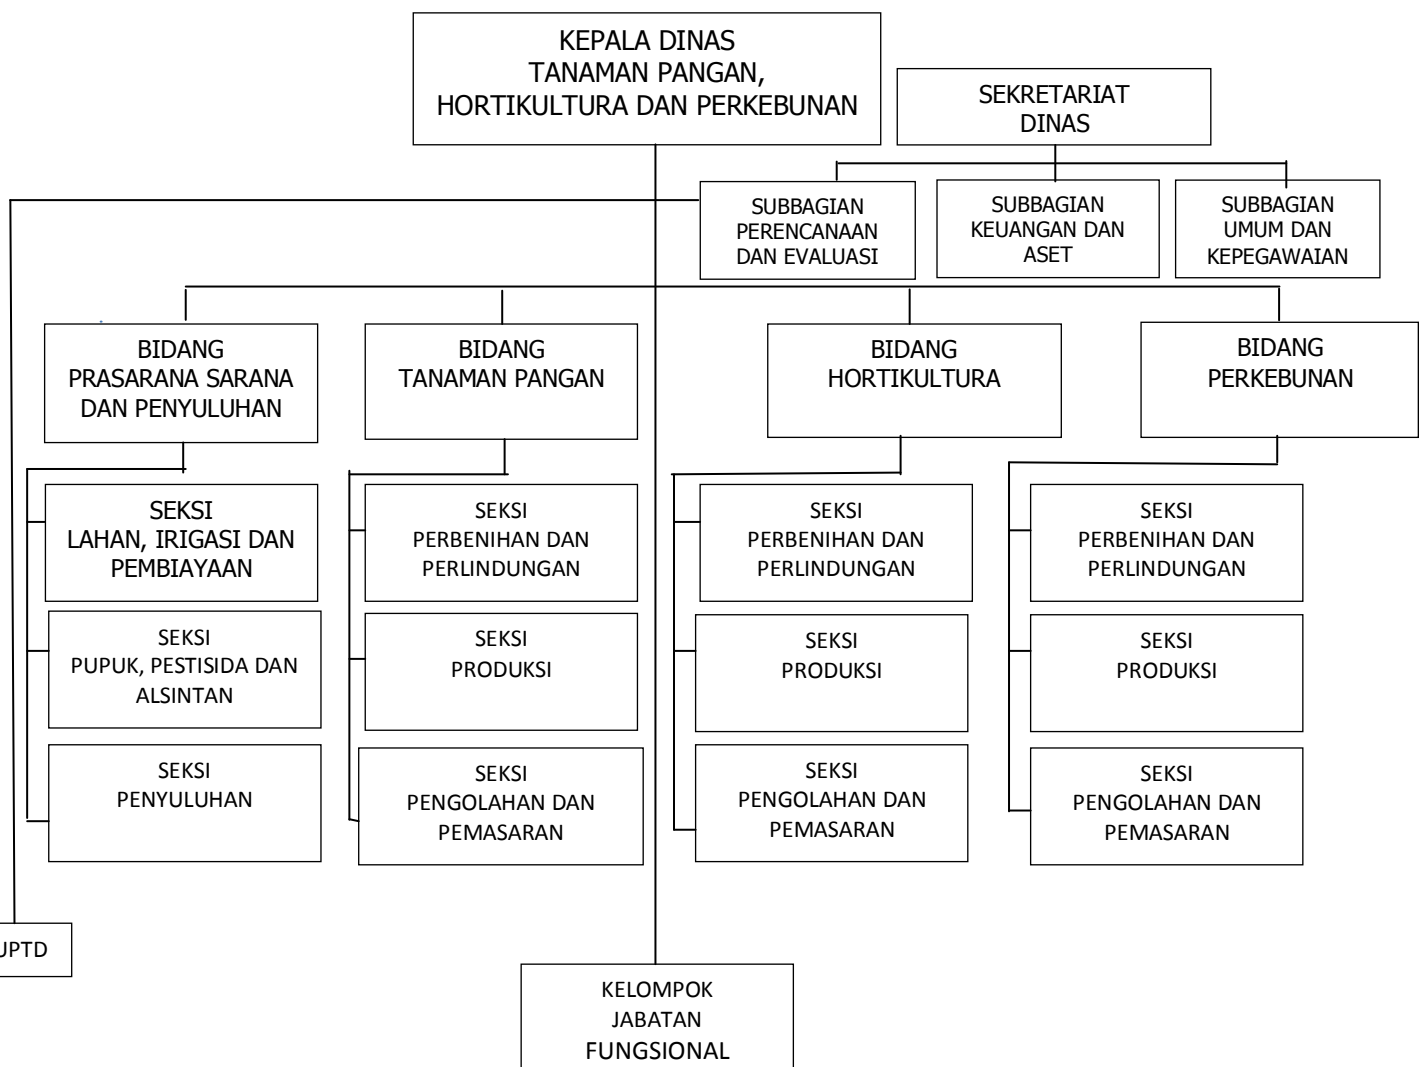 KEPALA DINAS
TANAMAN PANGAN,
HORTIKULTURA DAN PERKEBUNAN
SEKRETARIAT
DINAS
SUBBAGIAN
PERENCANAAN
DAN EVALUASI
SUBBAGIAN
KEUANGAN DAN
ASET
SUBBAGIAN
UMUM DAN
KEPEGAWAIAN
BIDANG
PRASARANA SARANA
DAN PENYULUHAN
BIDANG
TANAMAN PANGAN
BIDANG
HORTIKULTURA
BIDANG
PERKEBUNAN
SEKSI
LAHAN, IRIGASI DAN
PEMBIAYAAN
SEKSI
PERBENIHAN DAN
PERLINDUNGAN
SEKSI
PERBENIHAN DAN
PERLINDUNGAN
SEKSI
PERBENIHAN DAN
PERLINDUNGAN
SEKSI
PUPUK, PESTISIDA DAN
ALSINTAN
SEKSI
PRODUKSI
SEKSI
PRODUKSI
SEKSI
PRODUKSI
SEKSI
PENYULUHAN
SEKSI
PENGOLAHAN DAN
PEMASARAN
SEKSI
PENGOLAHAN DAN
PEMASARAN
SEKSI
PENGOLAHAN DAN
PEMASARAN
UPTD
KELOMPOK
JABATAN
FUNGSIONAL